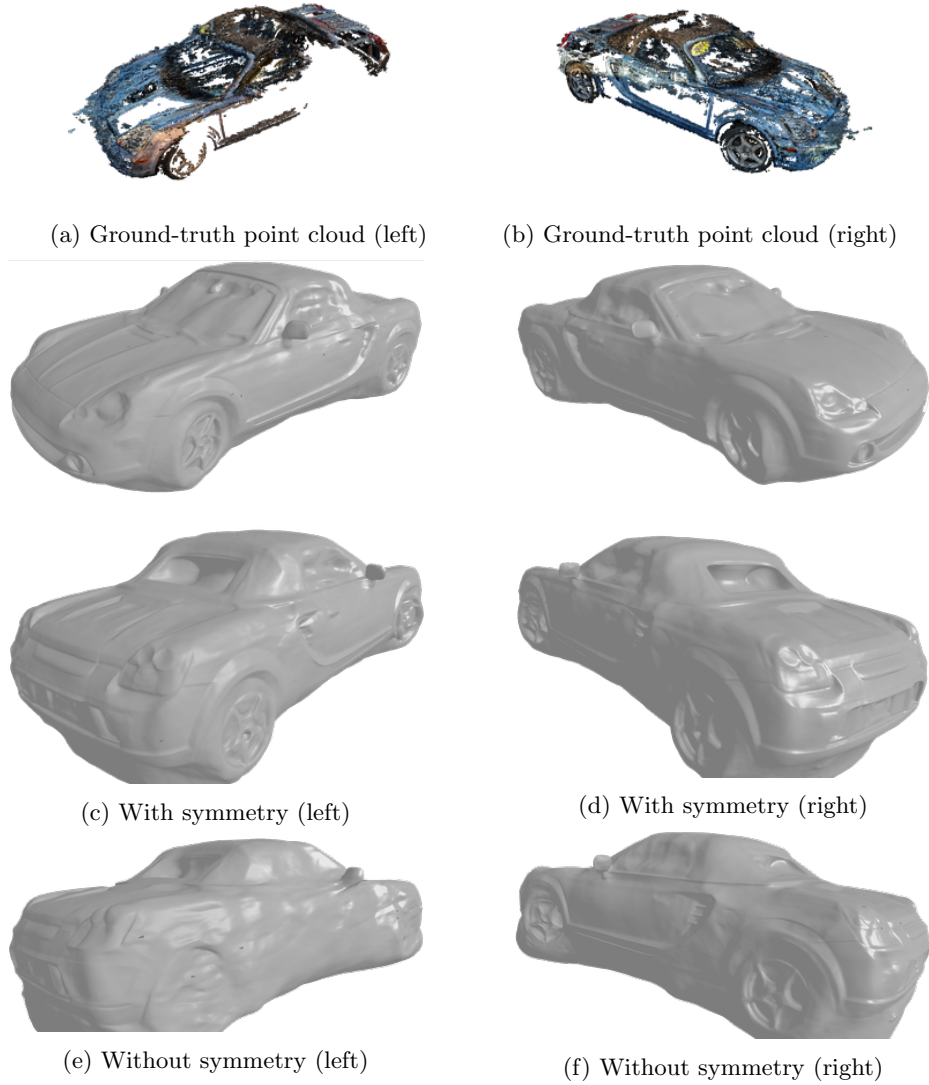 (a) Ground-truth point cloud (left)
(b) Ground-truth point cloud (right)
(c) With symmetry (left)
(d) With symmetry (right)
(e) Without symmetry (left)
(f) Without symmetry (right)